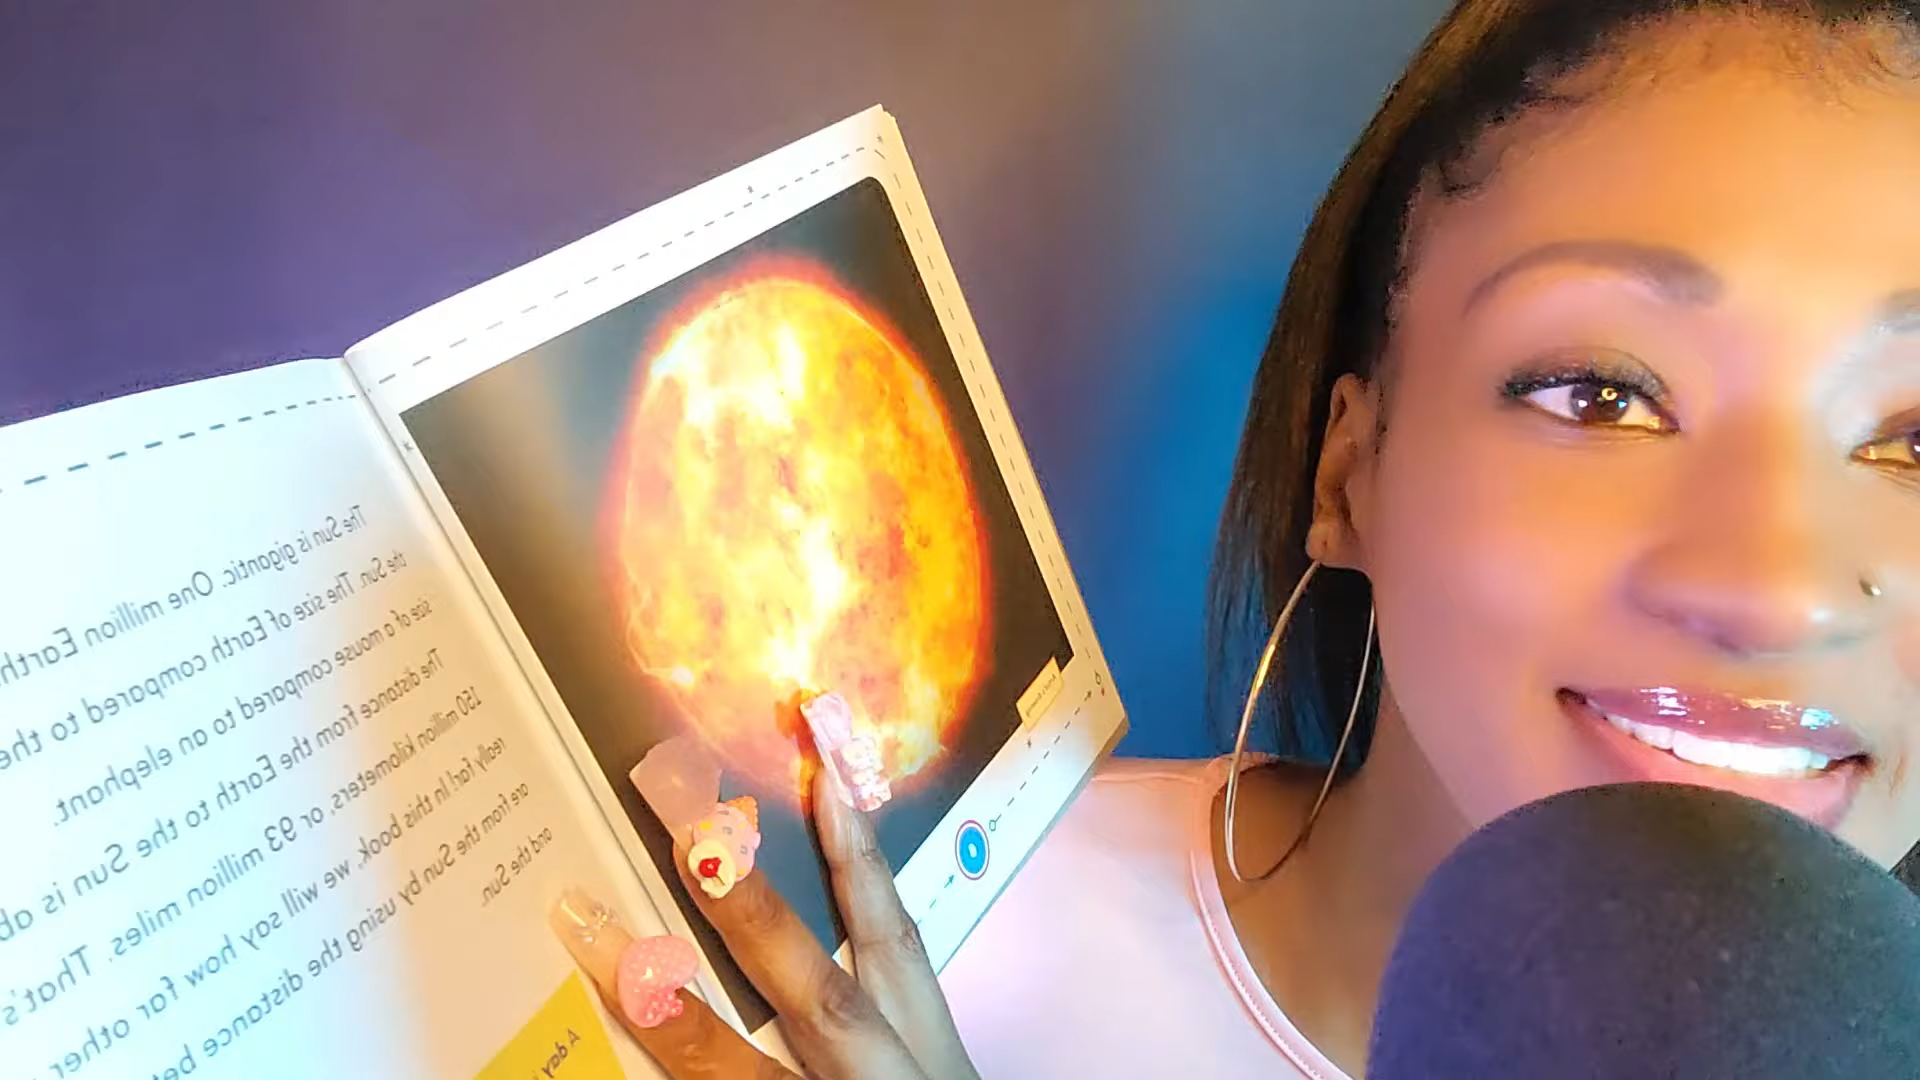 The Sun is gigantic. One million Earth
the Sun. The size of Earth compared to the
size of a mouse compared to an elephant.
The distance from the Earth to the Sun is ab
150 million kilometers, or 93 million miles. That's
really far! In this book, we will say how far other
are from the Sun by using the distance bet
and the Sun.
A day